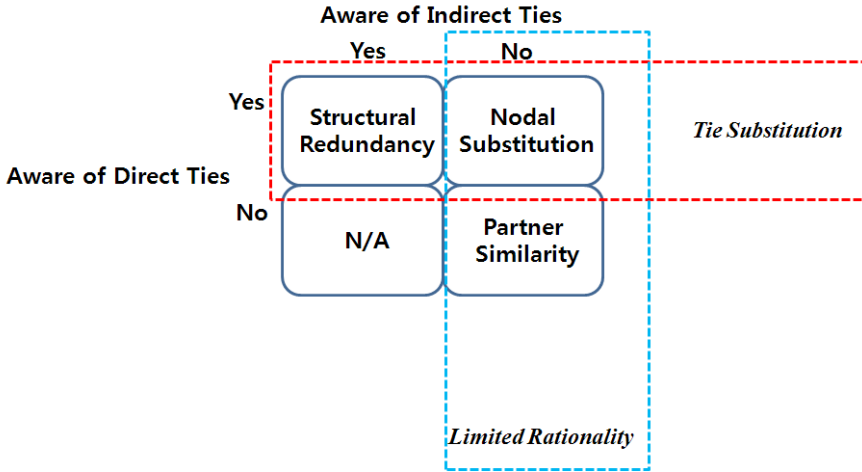 Aware of Indirect Ties
Yes
No
Yes
Structural
Redundancy
Nodal
Substitution
Tie Substitution
Aware of Direct Ties
No
N/A
Partner
Similarity
Limited Rationality